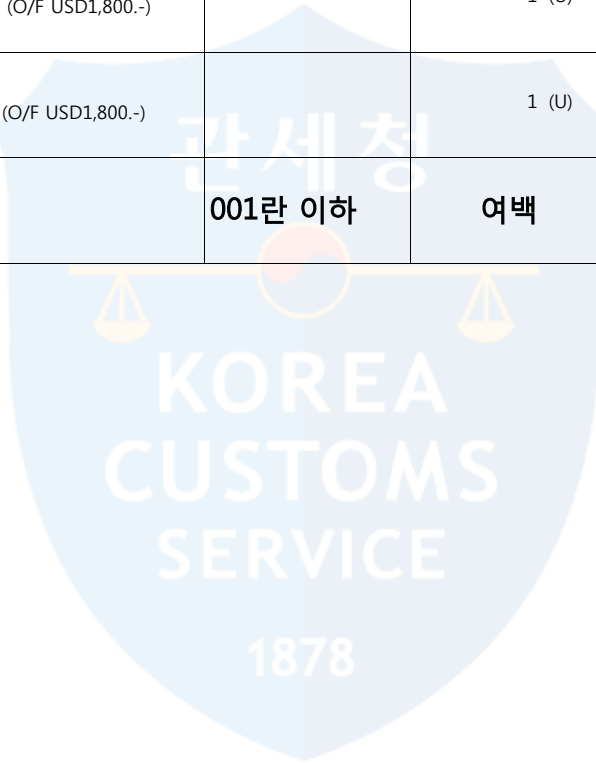 (O/F USD1,800.-)
(O/F USD1,800.-) 1 (U)
관세청
001란 이하 여백
KOREA
CUSTOMS
SERVICE
1878